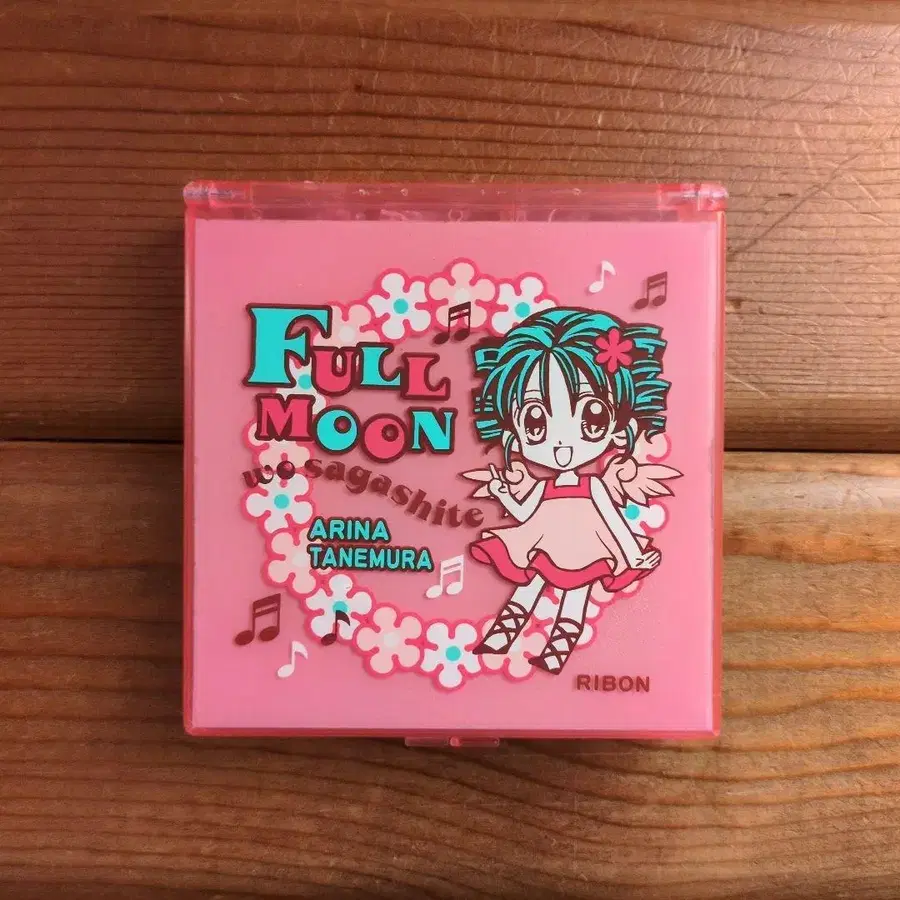 FULL
MOON
wo sagashite
ARINA
TANEMURA
RIBON